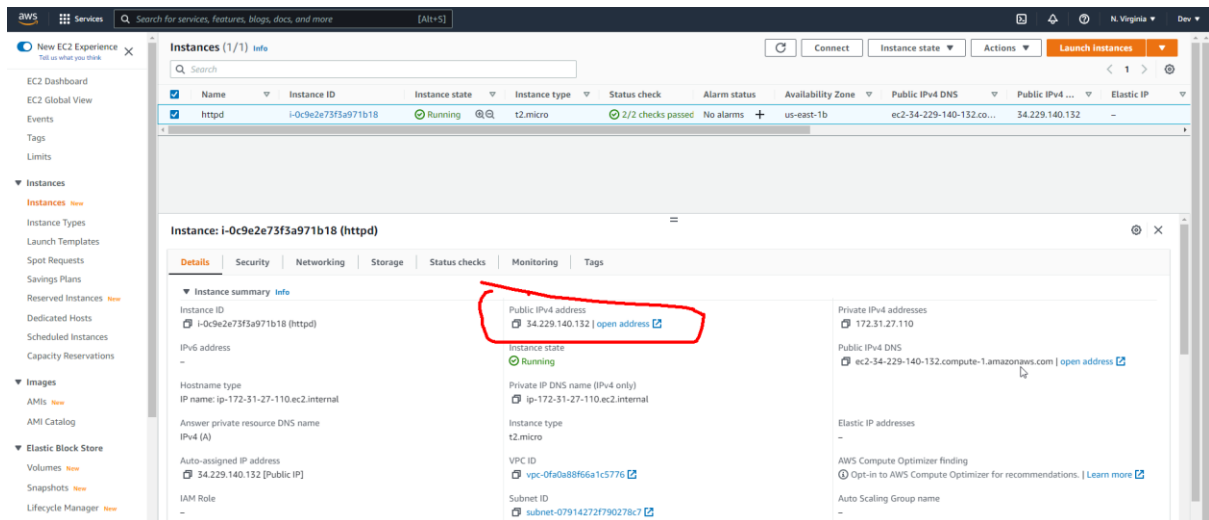 aws Services Search for services, features, blogs, docs, and more [Alt+S] N. Virginia Dev
New EC2 Experience
Tell us what you think
EC2 Dashboard
EC2 Global View
Events
Tags
Limits
Instances
Instances New
Instance Types
Launch Templates
Spot Requests
Savings Plans
Reserved Instances New
Dedicated Hosts
Scheduled Instances
Capacity Reservations
Images
AMIs New
AMI Catalog
Elastic Block Store
Volumes New
Snapshots New
Lifecycle Manager New
Instances (1/1) Info Connect Instance state Actions Launch instances
Search 1
Name Instance ID Instance state Instance type Status check Alarm status Availability Zone Public IPv4 DNS Public IPv4 ... Elastic IP
httpd i-0c9e2e73f3a971b18 Running t2.micro 2/2 checks passed No alarms + us-east-1b ec2-34-229-140-132.co... 34.229.140.132 –
Instance: i-0c9e2e73f3a971b18 (httpd)
Details Security Networking Storage Status checks Monitoring Tags
Instance summary Info
Instance ID
i-0c9e2e73f3a971b18 (httpd)
Public IPv4 address
34.229.140.132 | open address
Private IPv4 addresses
172.31.27.110
IPv6 address
–
Instance state
Running
Public IPv4 DNS
ec2-34-229-140-132.compute-1.amazonaws.com | open address
Hostname type
IP name: ip-172-31-27-110.ec2.internal
Private IP DNS name (IPv4 only)
ip-172-31-27-110.ec2.internal
Answer private resource DNS name
IPv4 (A)
Instance type
t2.micro
Elastic IP addresses
–
Auto-assigned IP address
34.229.140.132 [Public IP]
VPC ID
vpc-0fa0a88f66a1c5776
AWS Compute Optimizer finding
Opt-in to AWS Compute Optimizer for recommendations. | Learn more
IAM Role
–
Subnet ID
subnet-07914272f790278c7
Auto Scaling Group name
–